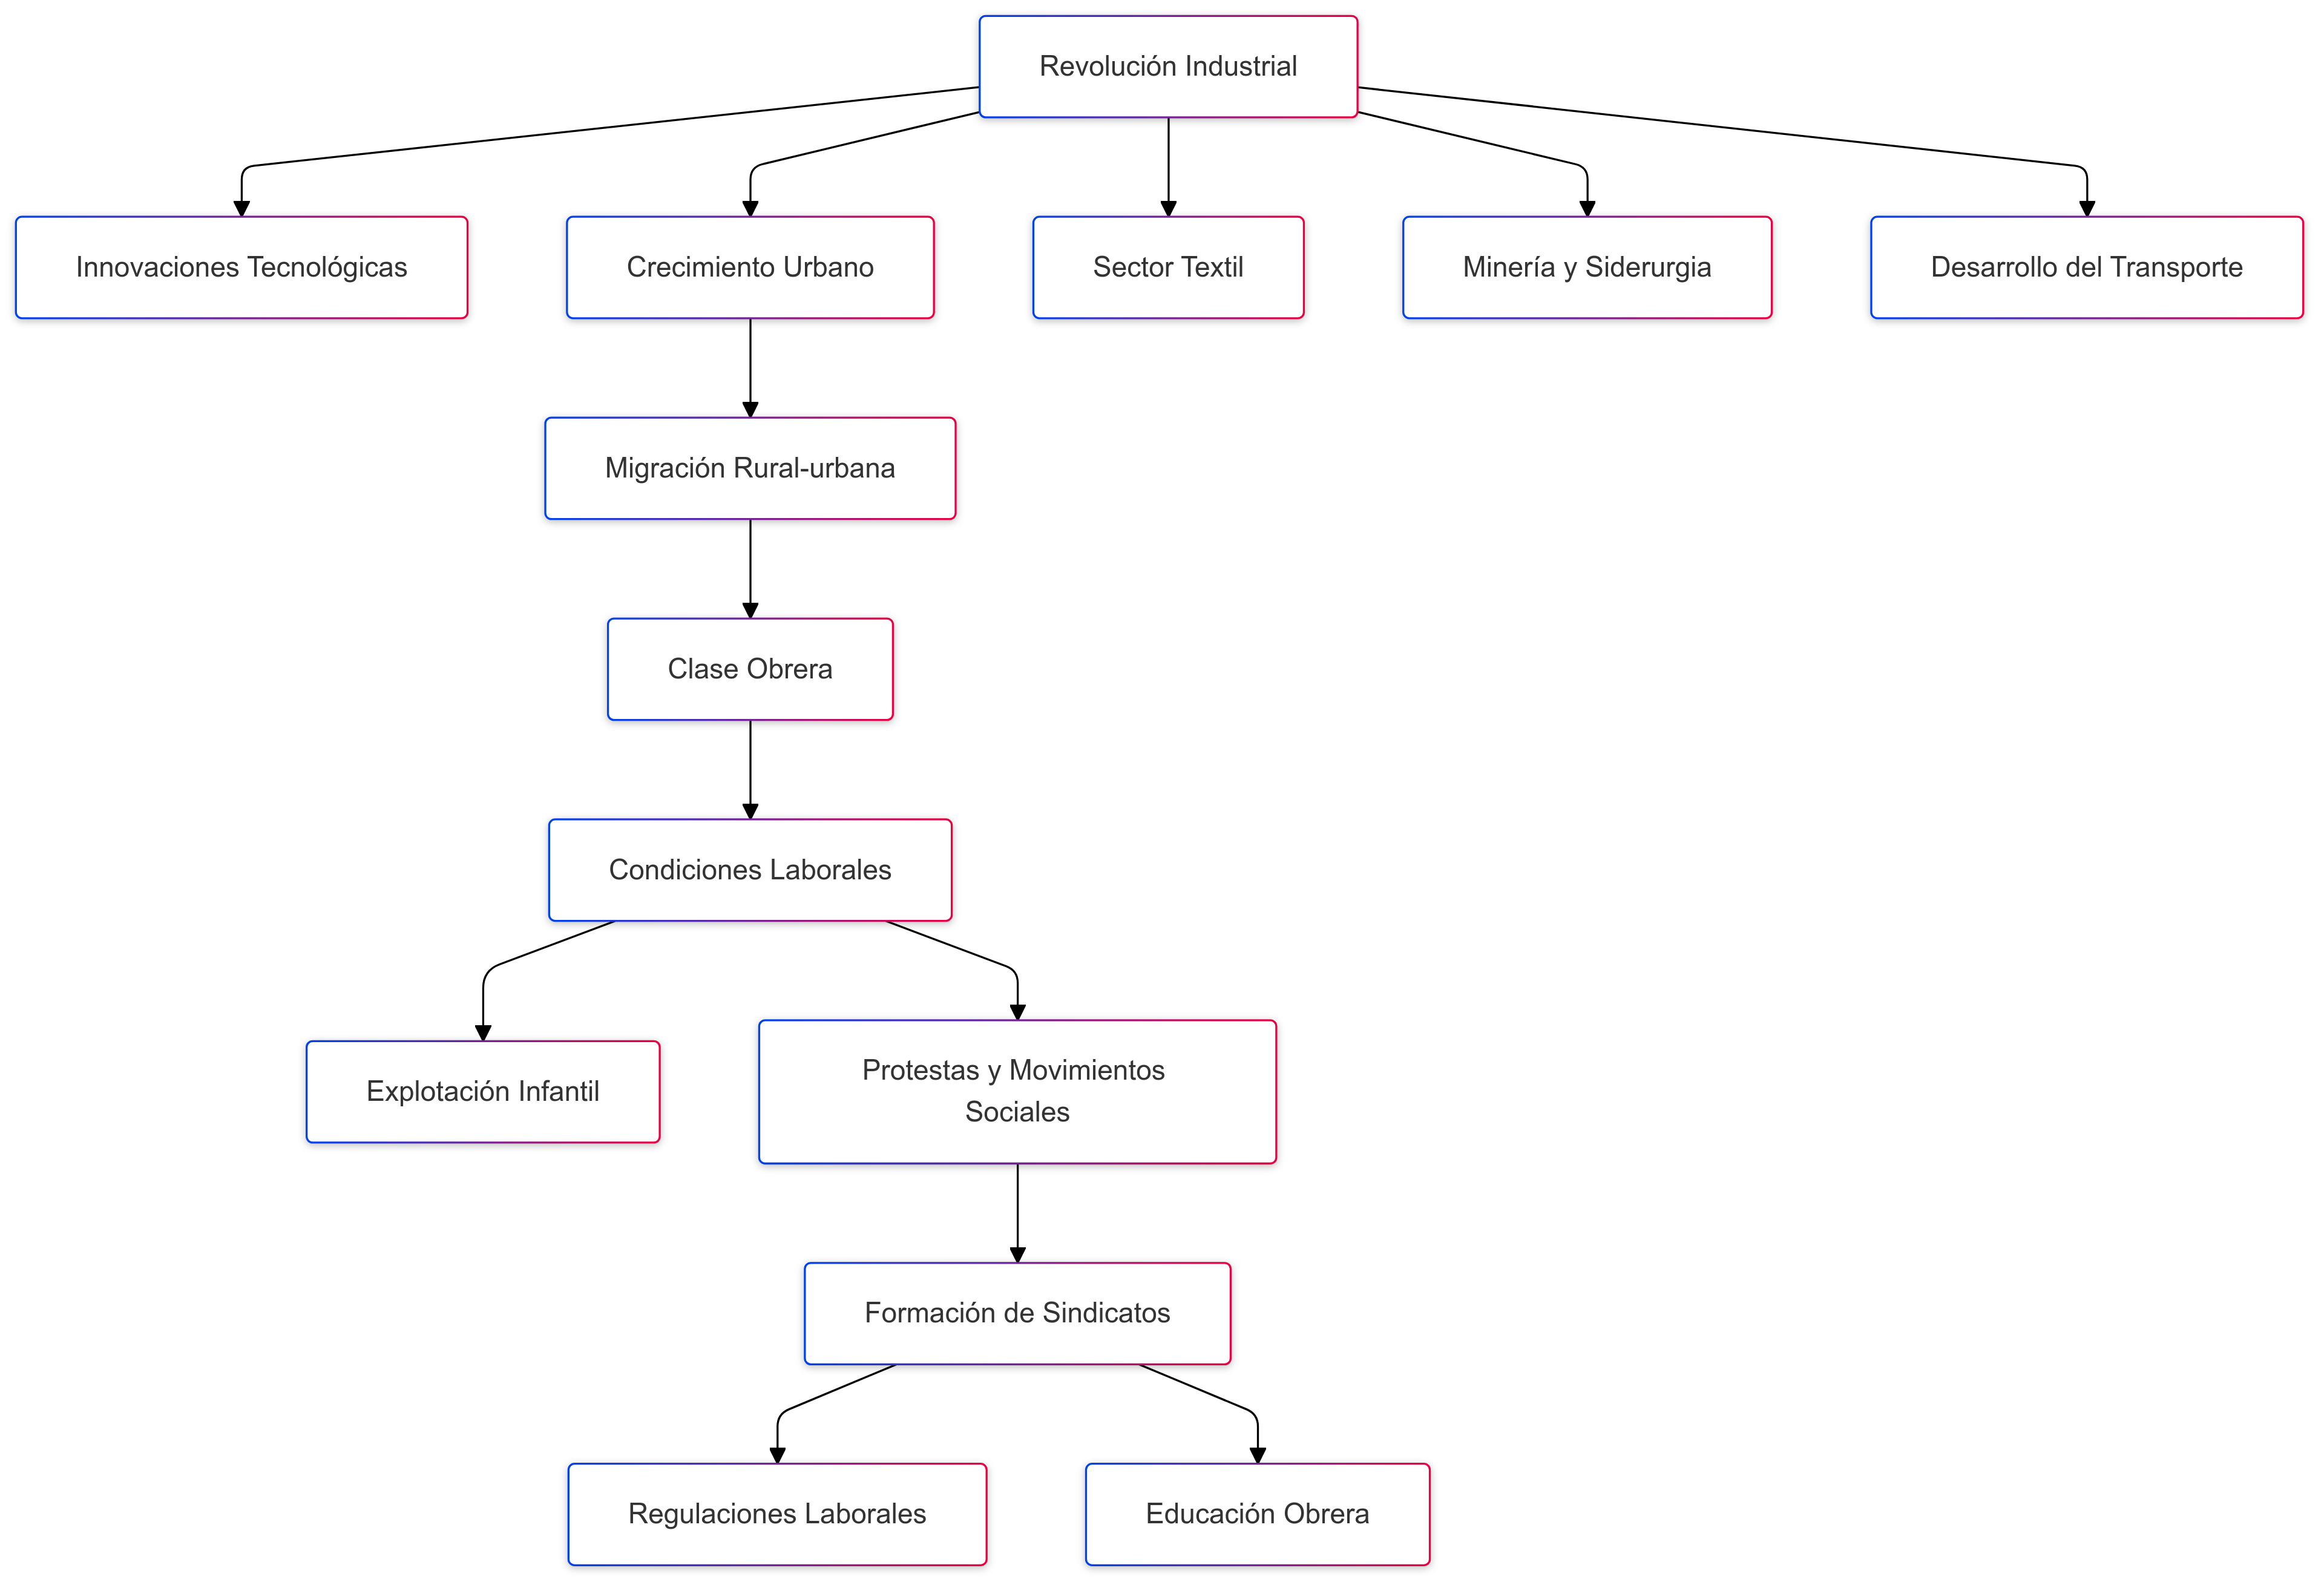 Revolución Industrial
Innovaciones Tecnológicas
Crecimiento Urbano
Sector Textil
Minería y Siderurgia
Desarrollo del Transporte
Migración Rural-urbana
Clase Obrera
Condiciones Laborales
Explotación Infantil
Protestas y Movimientos
Sociales
Formación de Sindicatos
Regulaciones Laborales
Educación Obrera